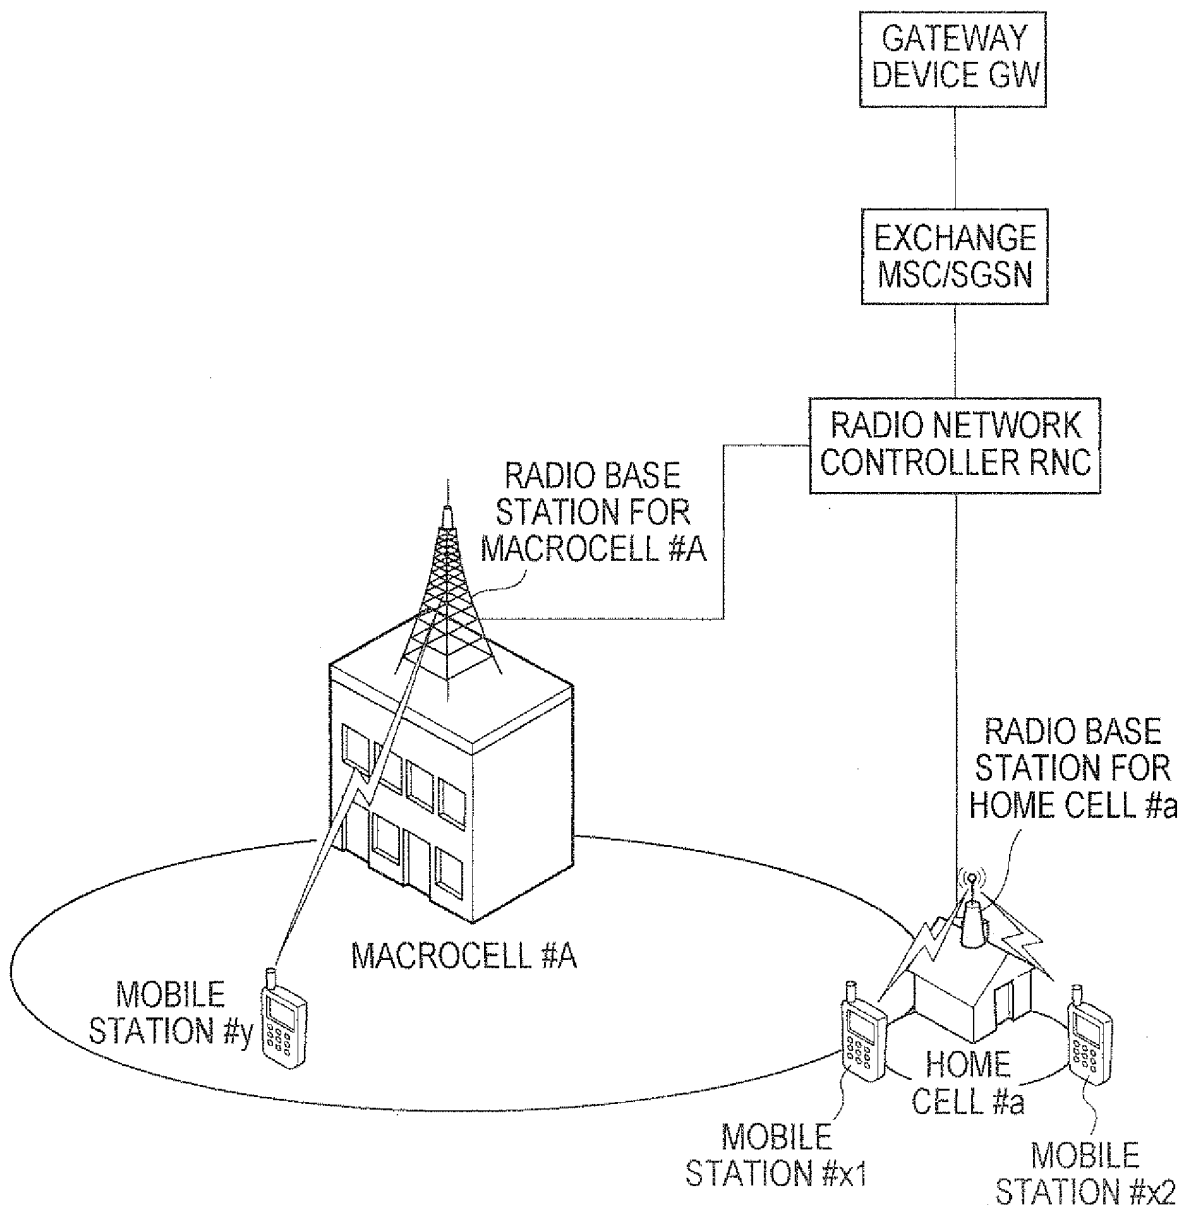 GATEWAY
DEVICE GW
EXCHANGE
MSC/SGSN
RADIO NETWORK
CONTROLLER RNC
RADIO BASE
STATION FOR
MACROCELL #A
RADIO BASE
STATION FOR
HOME CELL #a
MACROCELL #A
MOBILE
STATION #y
HOME
CELL #a
MOBILE
STATION #x1
MOBILE
STATION #x2